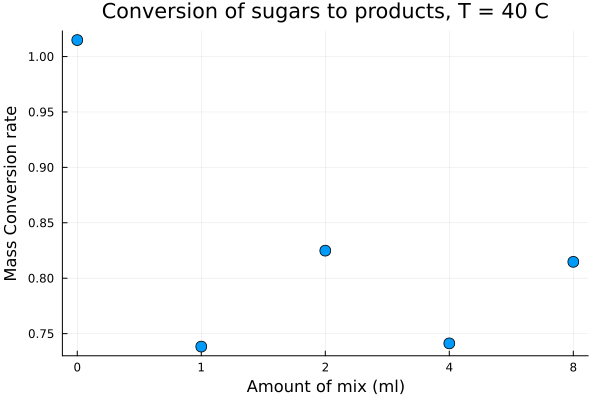 Conversion of sugars to products, T = 40 C
Mass Conversion rate
1.00
0.95
0.90
0.85
0.80
0.75
0 1 2 4 8
Amount of mix (ml)